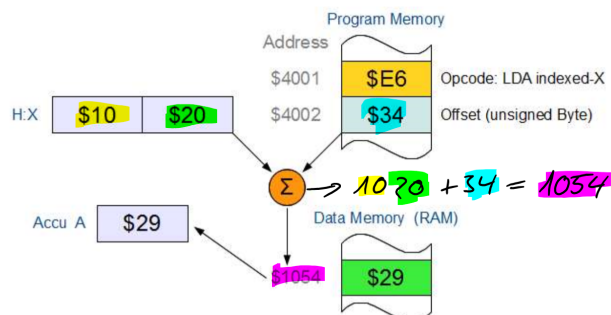 Program Memory
Address
$4001 $E6 Opcode: LDA indexed-X
H:X $10 $20 $4002 $34 Offset (unsigned Byte)
Σ → 1020 + 34 = 1054
Accu A $29 Data Memory (RAM)
$1054 $29